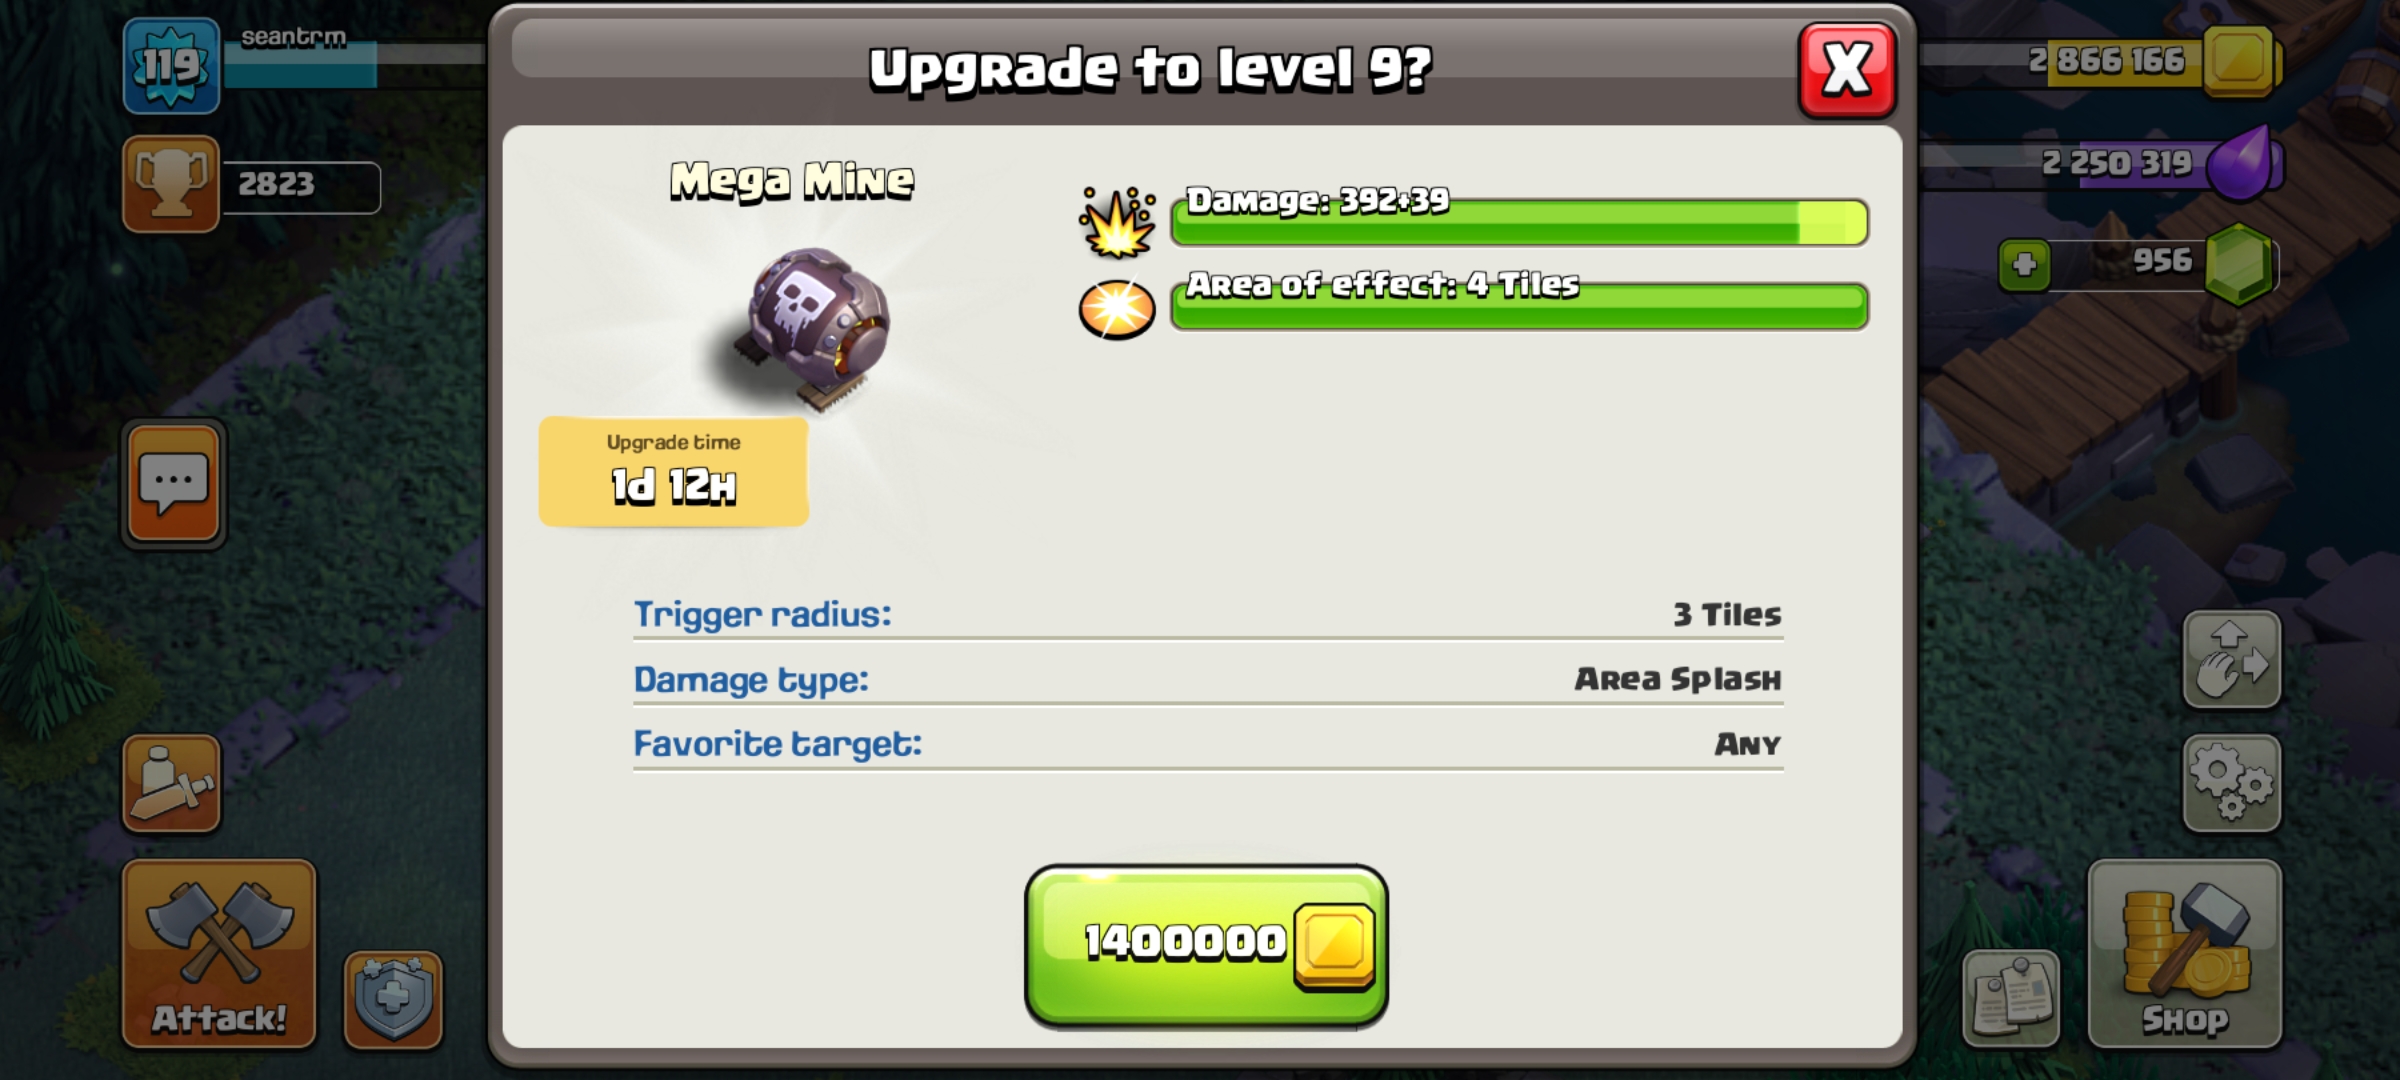 119
seantrm
2823
Attack!
Upgrade to level 9?
X
Mega Mine
Damage: 392+39
Area of effect: 4 Tiles
Upgrade time
1d 12H
Trigger radius: 3 Tiles
Damage type: Area Splash
Favorite target: Any
1400000
2 866 166
2 250 319
956
Shop